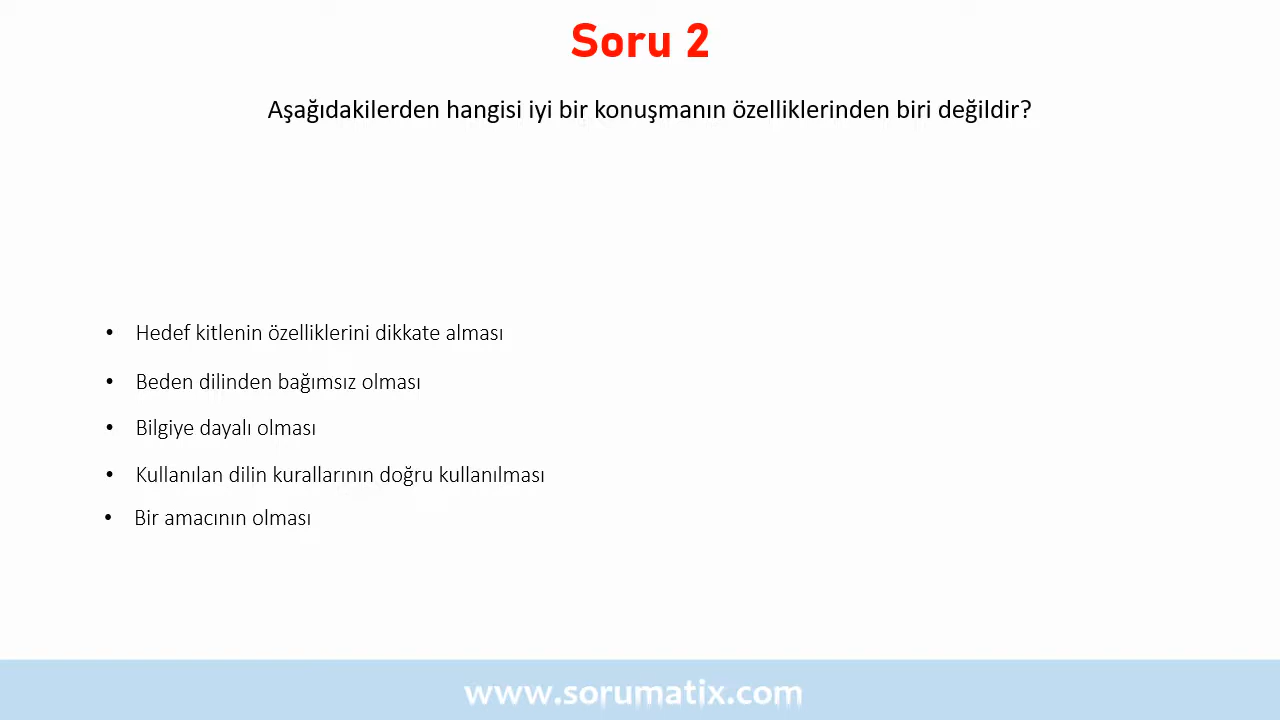 Soru 2
Aşağıdakilerden hangisi iyi bir konuşmanın özelliklerinden biri değildir?
• Hedef kitlenin özelliklerini dikkate alması
• Beden dilinden bağımsız olması
• Bilgiye dayalı olması
• Kullanılan dilin kurallarının doğru kullanılması
• Bir amacının olması
www.sorumatix.com